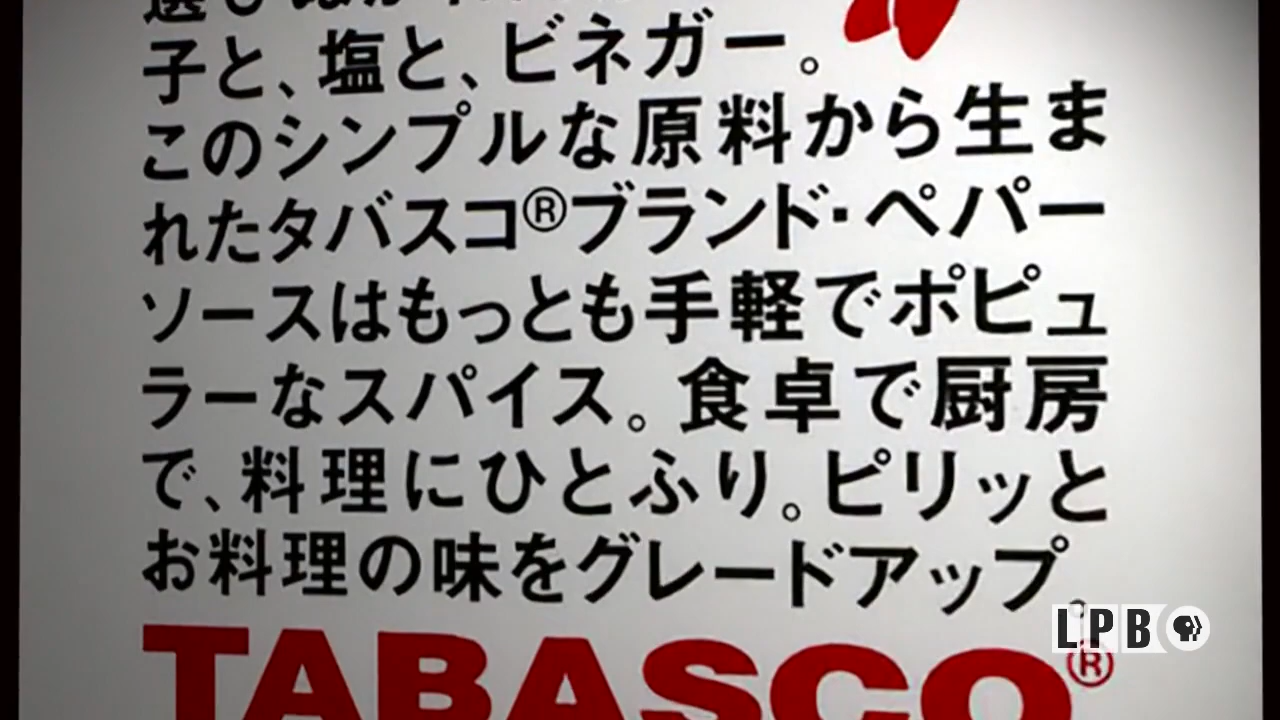 子と、塩と、ビネガー。
このシンプルな原料から生ま
れたタバスコ®ブランド・ペパー
ソースはもっとも手軽でポピュ
ラーなスパイス。食卓で厨房
で、料理にひとふり。ピリッと
お料理の味をグレードアップ。
LPB
TABASCO®